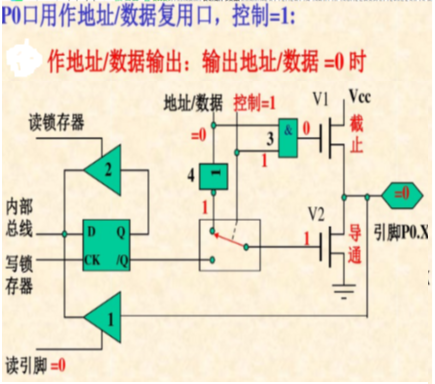 P0口用作地址/数据复用口，控制=1:
作地址/数据输出：输出地址/数据 =0 时
地址/数据 控制=1
V1
Vcc
读锁存器
=0
3
&
0
截止
1
2
4
1
1
内部总线
D
Q
V2
=0
写锁存器
CK
/Q
1
导通
引脚P0.X
1
读引脚 =0